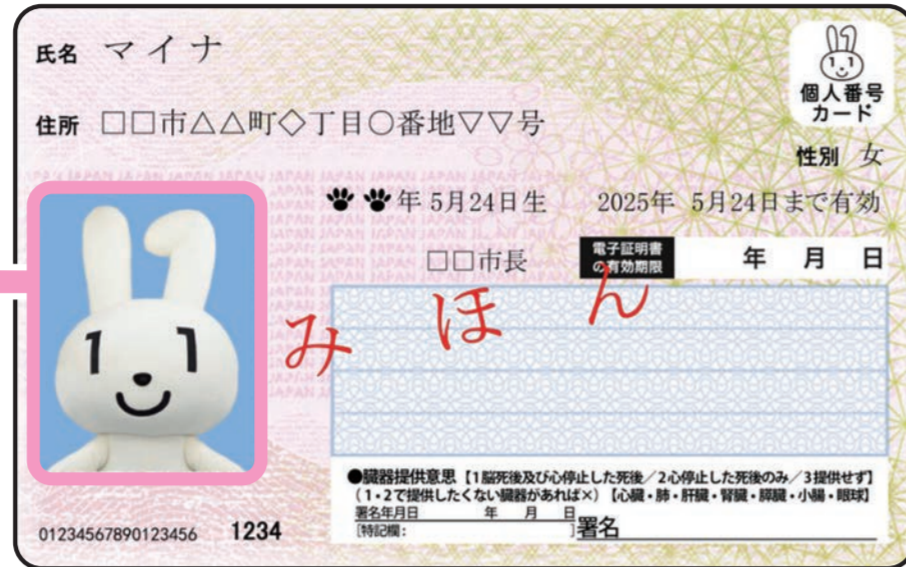 氏名 マイナ
個人番号
カード
住所 □□市△△町◇丁目○番地▽▽号
性別 女
年 5月24日生 2025年 5月24日まで有効
□□市長
電子証明書
の有効期限
年 月 日
みほん
JAPAN JAPAN JAPAN JAPAN JAPAN JAPAN JAPAN
●臓器提供意思【1脳死後及び心停止した死後/2心停止した死後のみ/3提供せず】
(1・2で提供したくない臓器があれば×)【心臓・肺・肝臓・腎臓・膵臓・小腸・眼球】
署名年月日 年 月 日
[特記欄: ]署名
01234567890123456 1234